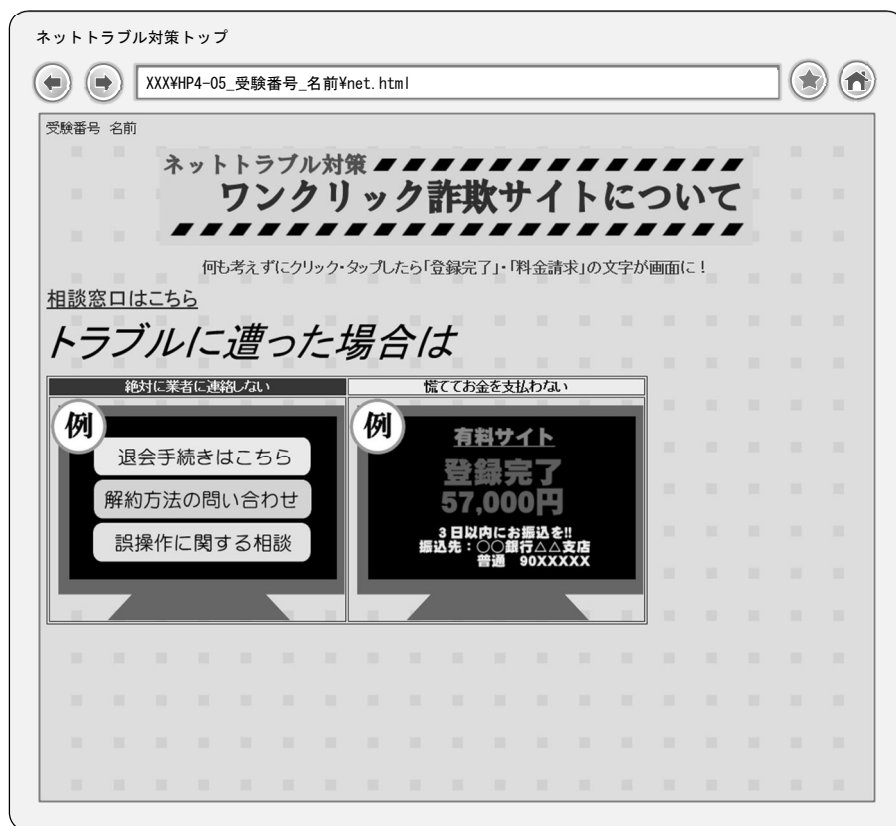 ネットトラブル対策トップ
XXX¥HP4-05_受験番号_名前¥net.html
受験番号 名前
ネットトラブル対策
ワンクリック詐欺サイトについて
何も考えずにクリック・タップしたら「登録完了」・「料金請求」の文字が画面に！
相談窓口はこちら
トラブルに遭った場合は
絶対に業者に連絡しない
慌ててお金を支払わない
例
退会手続きはこちら
解約方法の問い合わせ
誤操作に関する相談
例
有料サイト
登録完了
57,000円
3日以内にお振込を!!
振込先：○○銀行△△支店
普通 90XXXXX